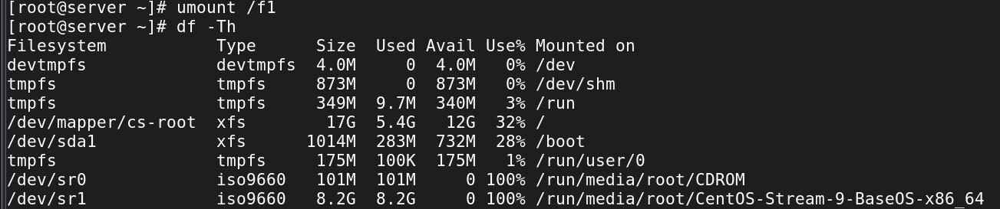 [root@server ~]# umount /f1
[root@server ~]# df -Th
Filesystem          Type      Size  Used Avail Use% Mounted on
devtmpfs            devtmpfs  4.0M     0  4.0M   0% /dev
tmpfs               tmpfs     873M     0  873M   0% /dev/shm
tmpfs               tmpfs     349M  9.7M  340M   3% /run
/dev/mapper/cs-root xfs        17G  5.4G   12G  32% /
/dev/sda1           xfs      1014M  283M  732M  28% /boot
tmpfs               tmpfs     175M  100K  175M   1% /run/user/0
/dev/sr0            iso9660   101M  101M     0 100% /run/media/root/CDROM
/dev/sr1            iso9660   8.2G  8.2G     0 100% /run/media/root/CentOS-Stream-9-BaseOS-x86_64